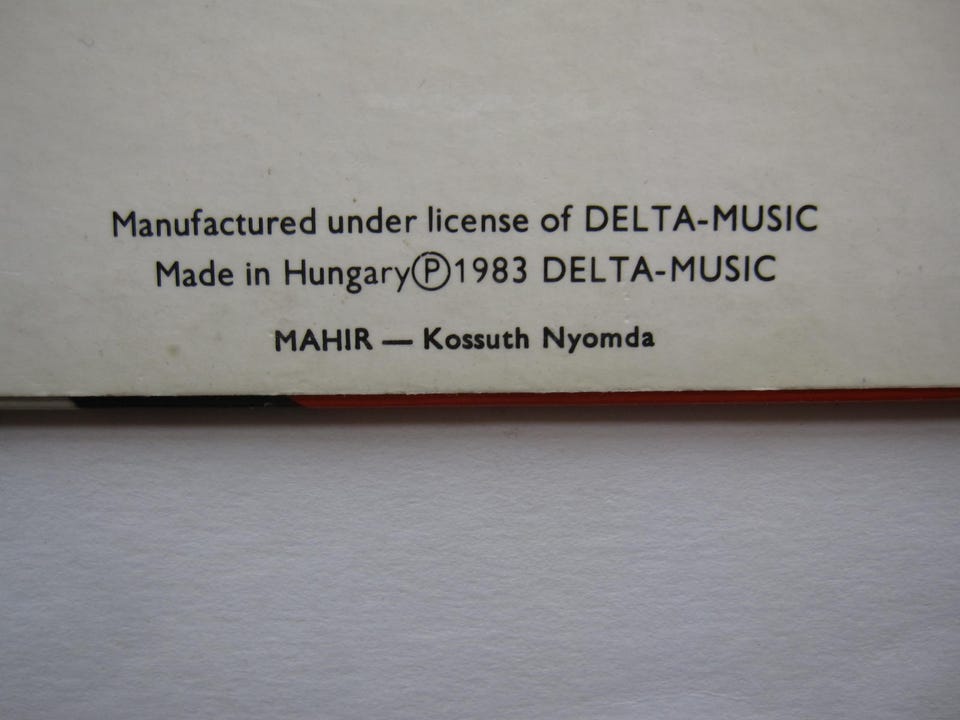 Manufactured under license of DELTA-MUSIC
Made in Hungary℗1983 DELTA-MUSIC
MAHIR — Kossuth Nyomda